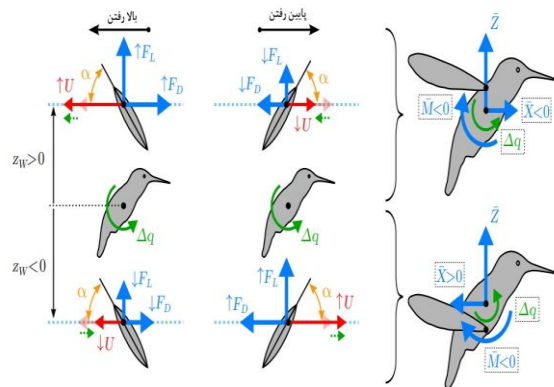 بالا رفتن
پایین رفتن
↑F_L
α
↑U
↑F_D
↓F_L
↓F_D
α
↓U
Z̄
M̄<0
X̄<0
Δq
z_W>0
Δq
Δq
z_W<0
Z̄
X̄>0
Δq
M̄<0
α
↓F_L
↓F_D
↓U
↑F_L
α
↑F_D
↑U